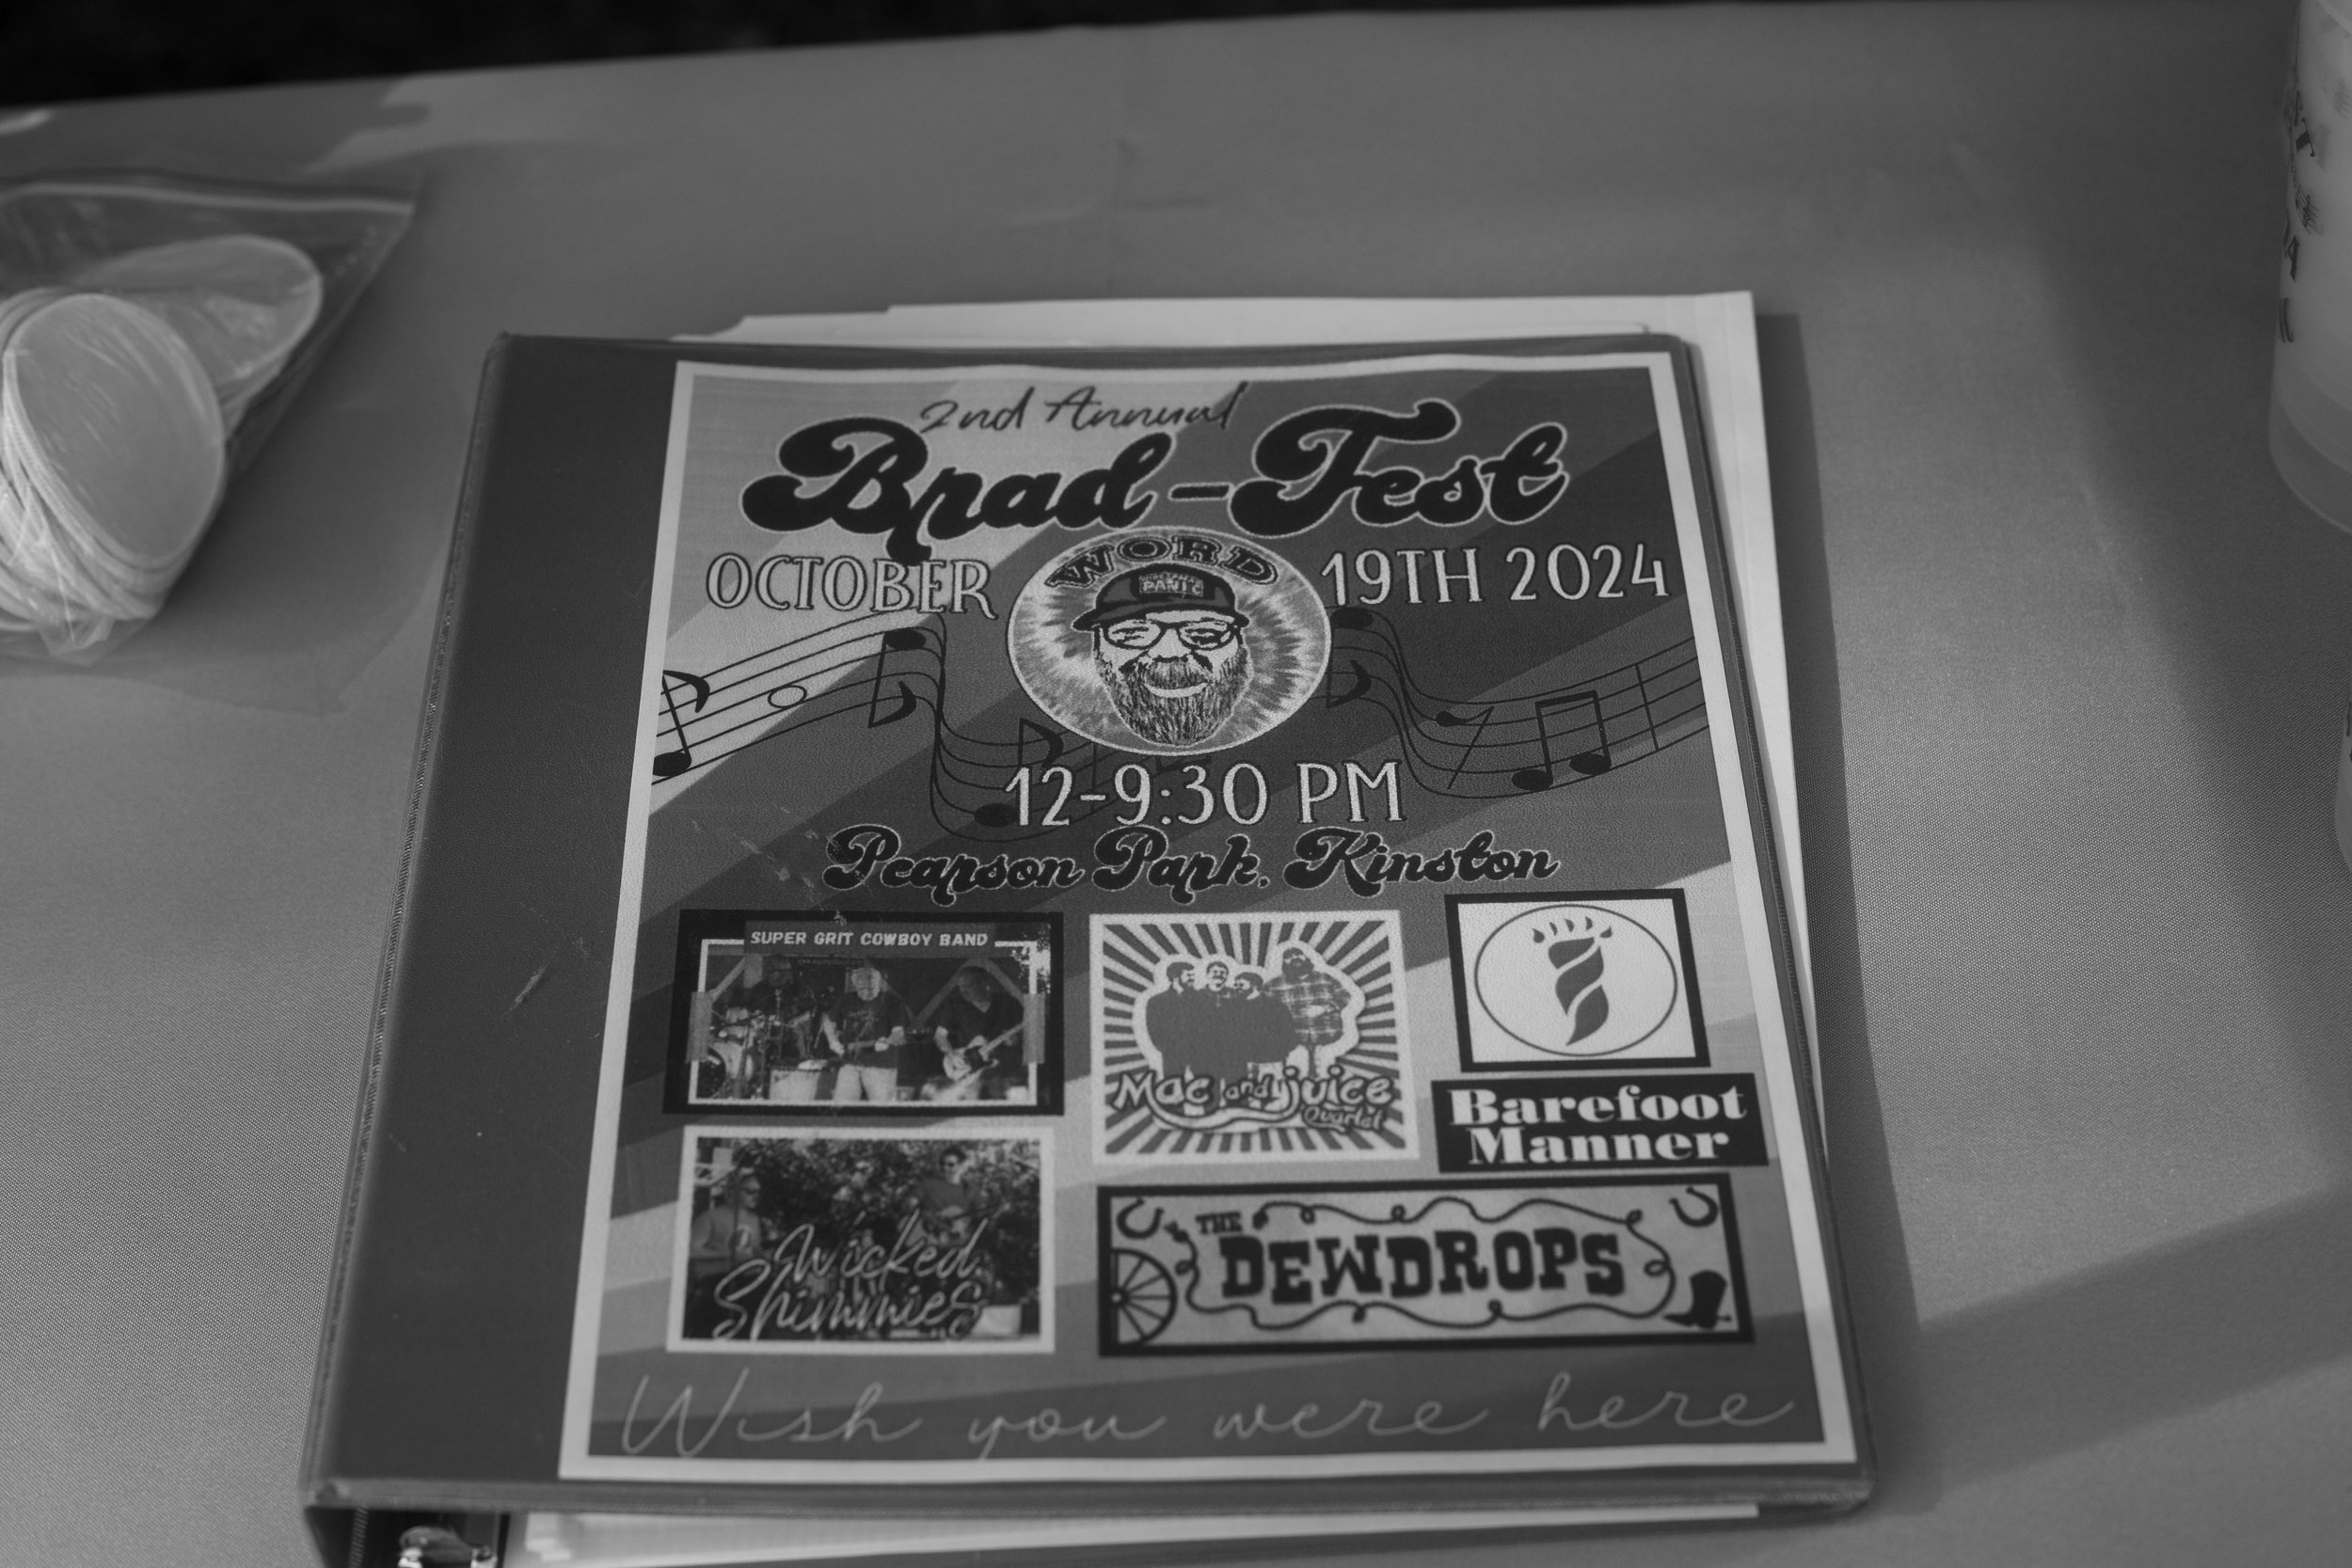 2nd Annual
Brad-Fest
OCTOBER 19TH 2024
WORD
PANIC
12-9:30 PM
Pearson Park, Kinston
SUPER GRIT COWBOY BAND
Mac and juice
Quartet
Barefoot
Manner
Wicked
Shimmies
THE
DEWDROPS
Wish you were here